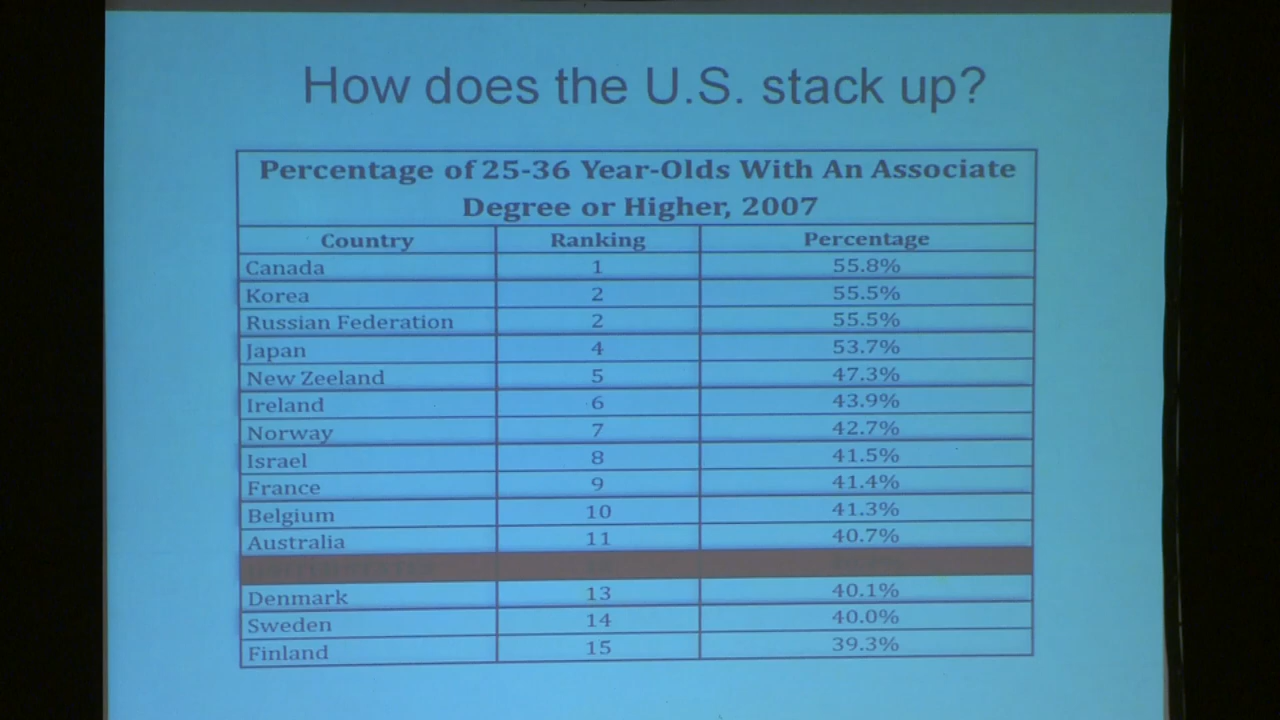 How does the U.S. stack up?
Percentage of 25-36 Year-Olds With An Associate
Degree or Higher, 2007
Country Ranking Percentage
Canada 1 55.8%
Korea 2 55.5%
Russian Federation 2 55.5%
Japan 4 53.7%
New Zeeland 5 47.3%
Ireland 6 43.9%
Norway 7 42.7%
Israel 8 41.5%
France 9 41.4%
Belgium 10 41.3%
Australia 11 40.7%
Denmark 13 40.1%
Sweden 14 40.0%
Finland 15 39.3%